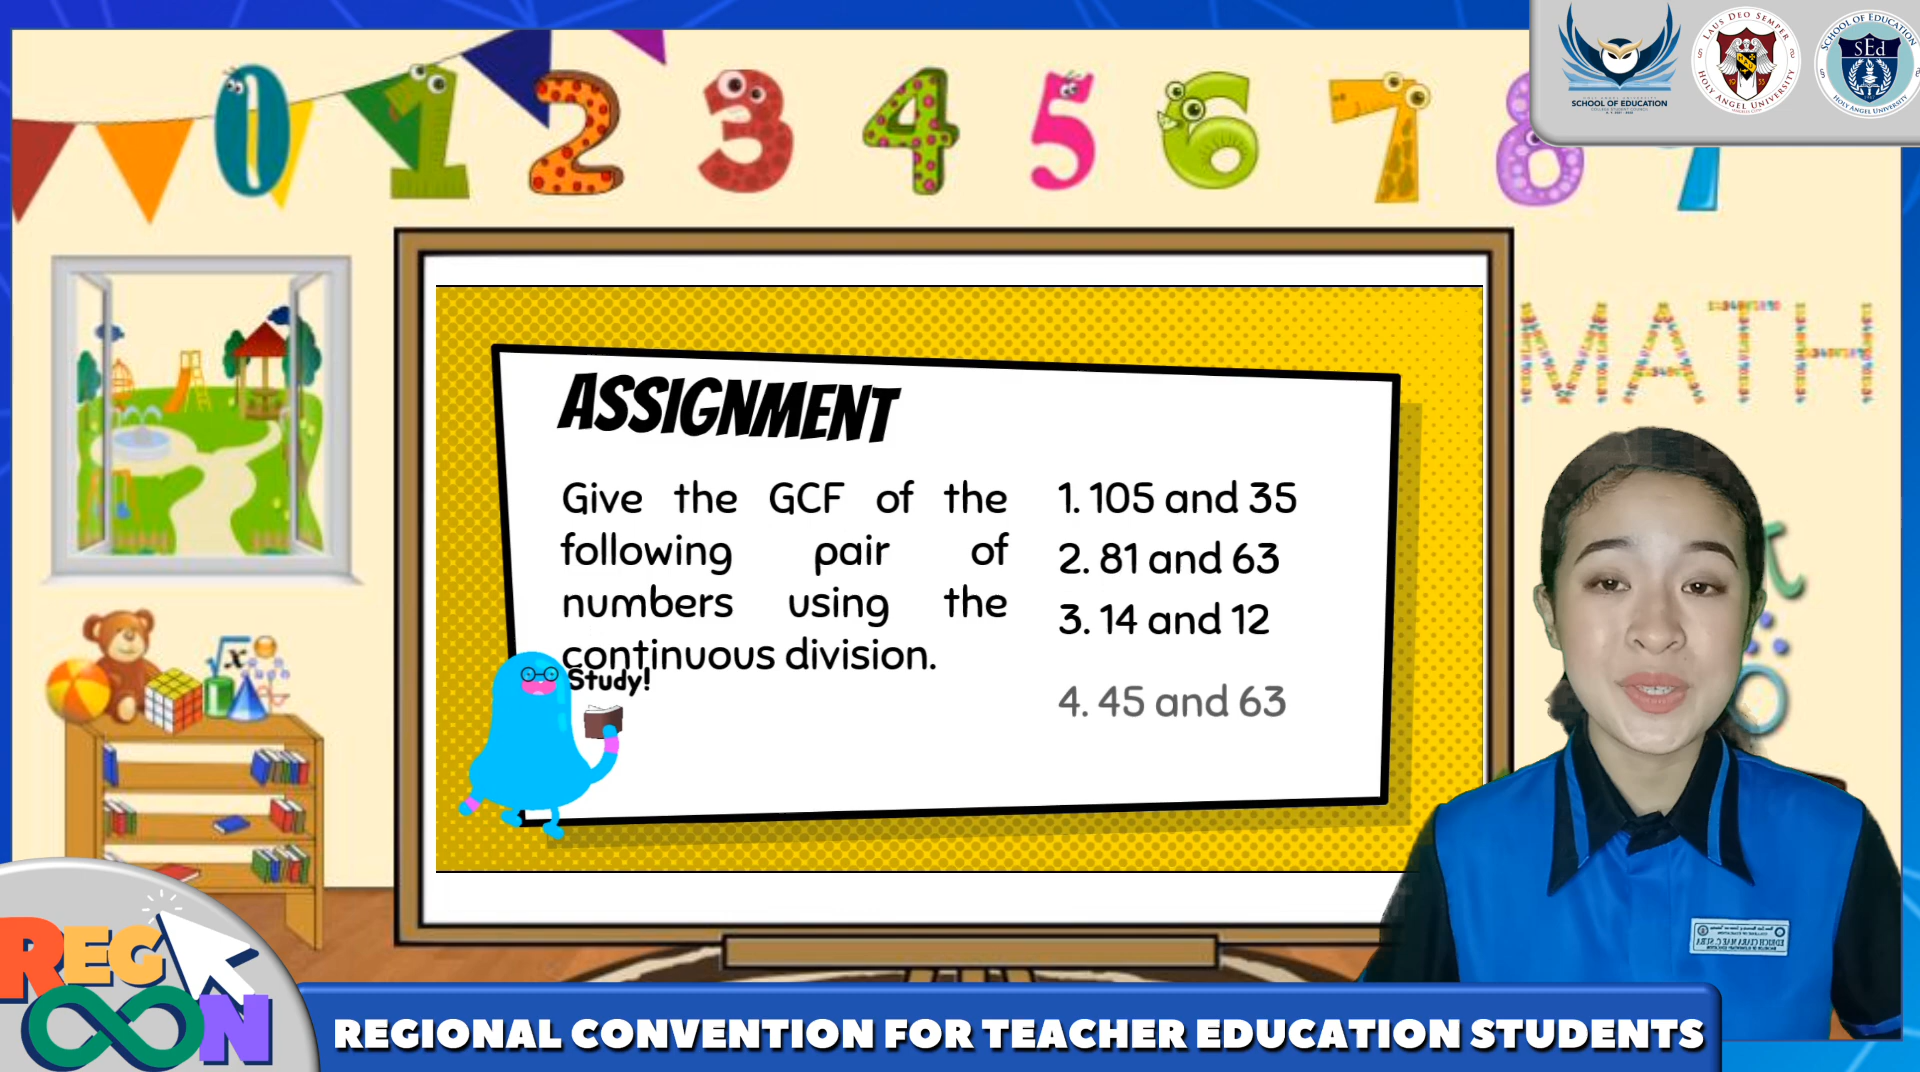 0 1 2 3 4 5 6 7 8 9
SCHOOL OF EDUCATION
LAUS DEO SEMPER
HOLY ANGEL UNIVERSITY
SCHOOL OF EDUCATION
sEd
HOLY ANGEL UNIVERSITY
MATH
ASSIGNMENT
Give the GCF of the
following pair of
numbers using the
continuous division.
Study!
1. 105 and 35
2. 81 and 63
3. 14 and 12
4. 45 and 63
x
π
REGCON
REGIONAL CONVENTION FOR TEACHER EDUCATION STUDENTS